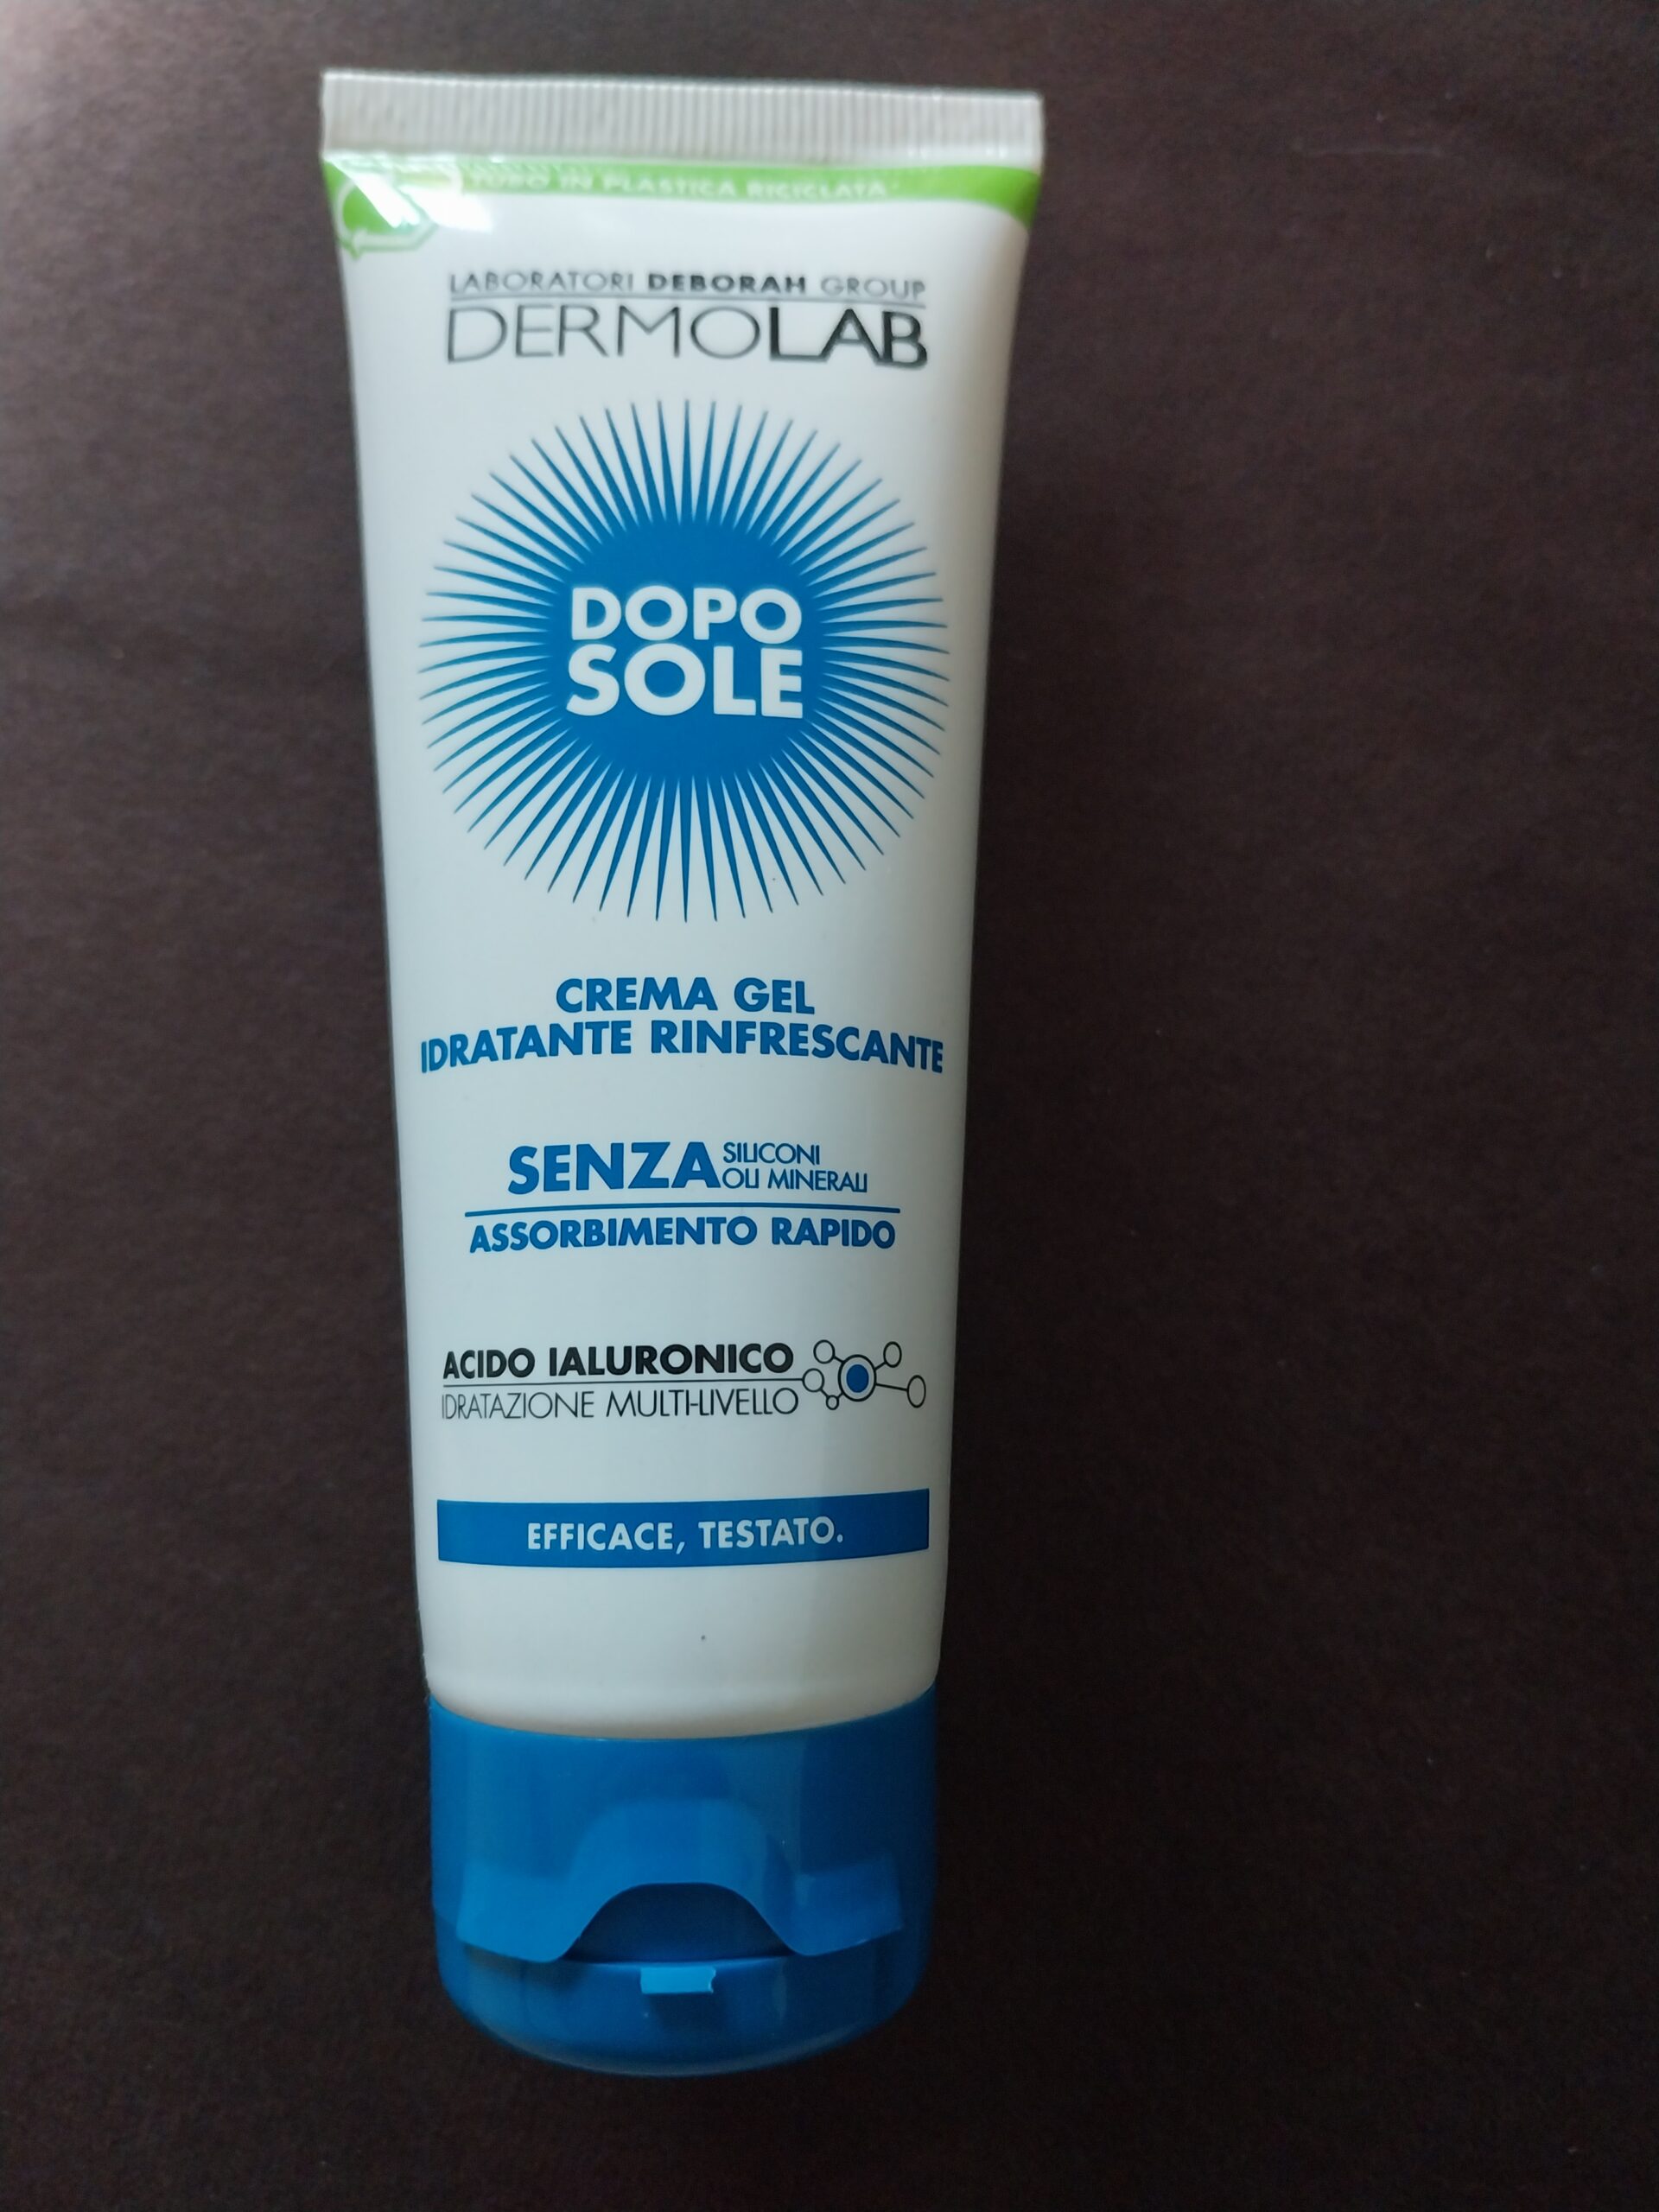 TUBO IN PLASTICA RICICLATA*
LABORATORI DEBORAH GROUP
DERMOLAB
DOPO
SOLE
CREMA GEL
IDRATANTE RINFRESCANTE
SENZA SILICONI
OLI MINERALI
ASSORBIMENTO RAPIDO
ACIDO IALURONICO
IDRATAZIONE MULTI-LIVELLO
EFFICACE, TESTATO.